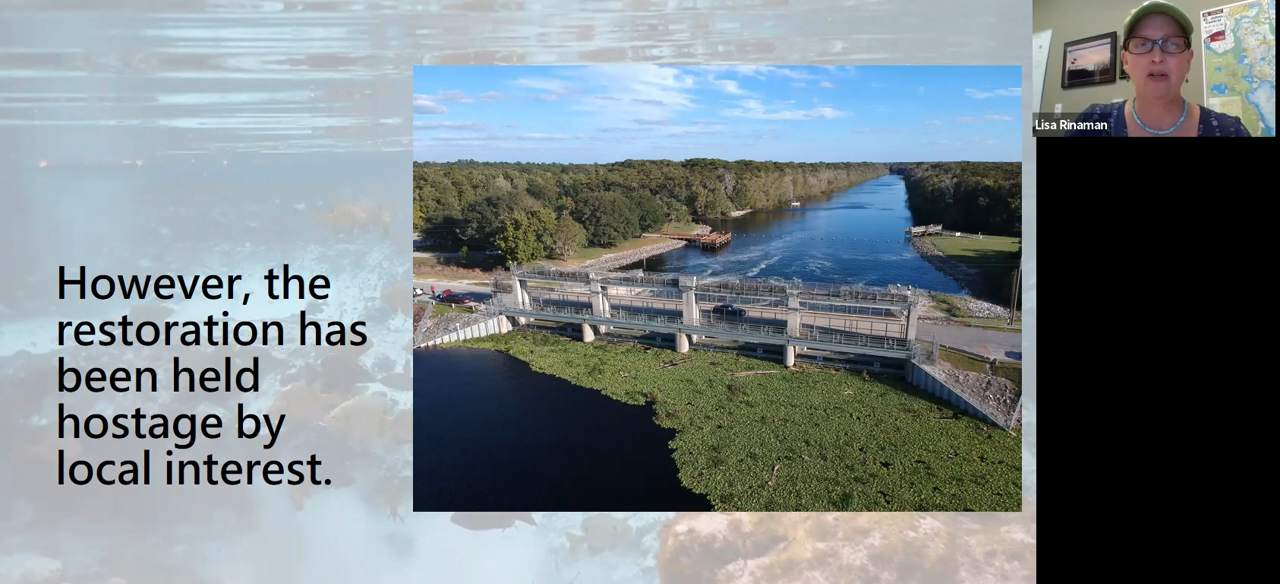 However, the
restoration has
been held
hostage by
local interest.
Lisa Rinaman